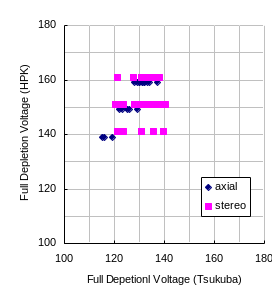 Full Depletion Voltage (HPK)
180
160
140
120
100
axial
stereo
100
120
140
160
180
Full Depetionl Voltage (Tsukuba)